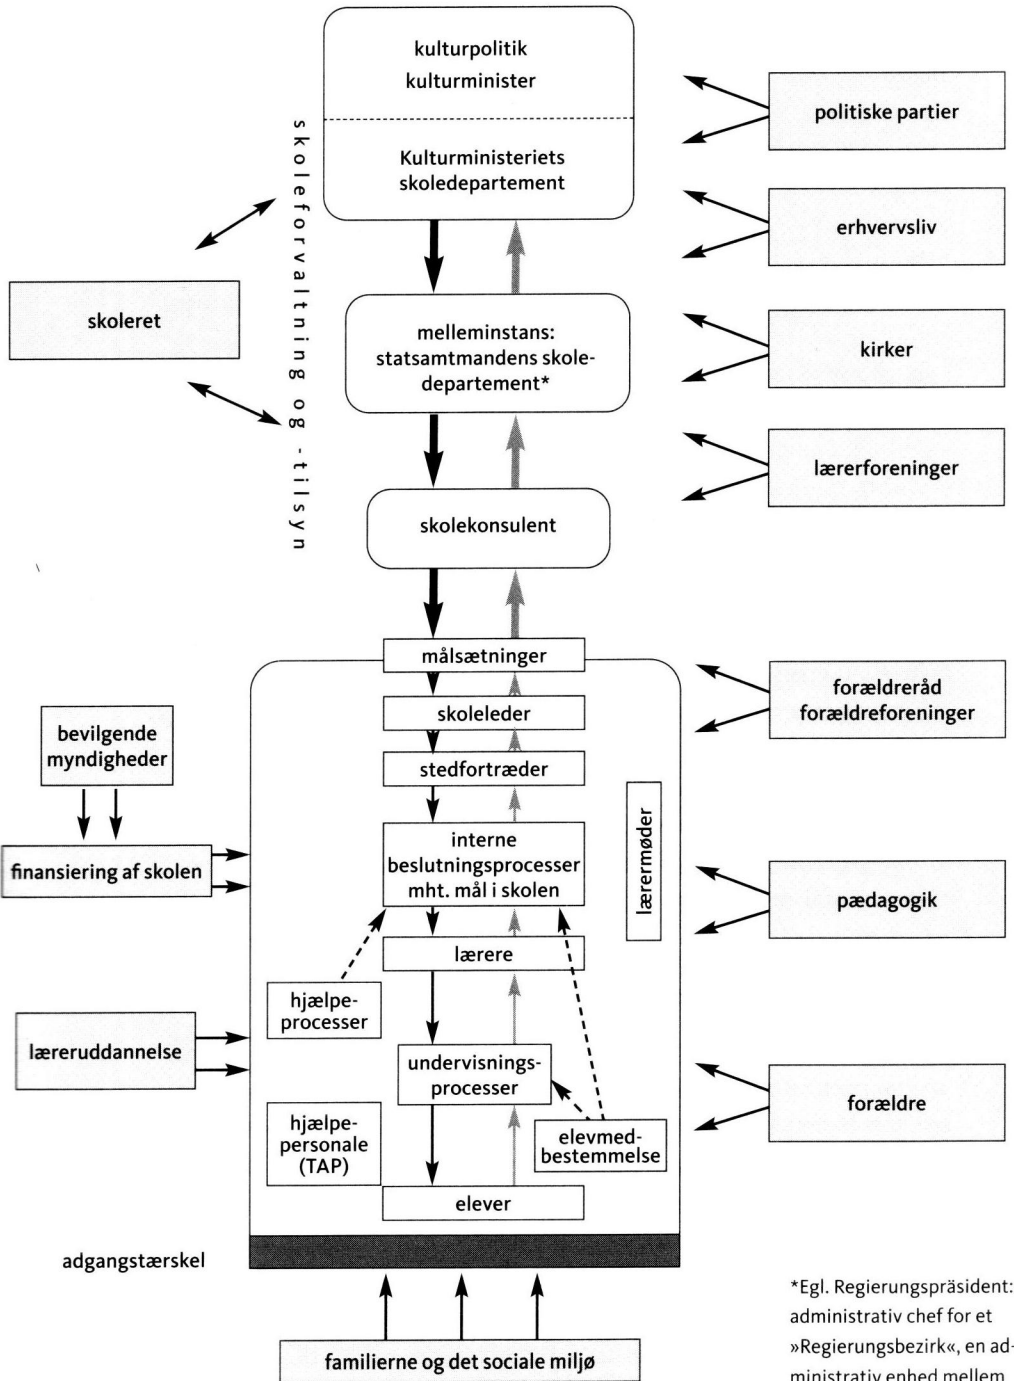 kulturpolitik
kulturminister
Kulturministeriets
skoledepartement
politiske partier
erhvervsliv
skoleforvaltning og -tilsyn
skoleret
melleminstans:
statsamtmandens skole-
departement*
kirker
lærerforeninger
skolekonsulent
målsætninger
skoleleder
stedfortræder
forældreråd
forældreforeninger
bevilgende
myndigheder
finansiering af skolen
interne
beslutningsprocesser
mht. mål i skolen
lærermøder
pædagogik
lærere
hjælpe-
processer
læreruddannelse
undervisnings-
processer
forældre
hjælpe-
personale
(TAP)
elevmed-
bestemmelse
elever
adgangstærskel
familierne og det sociale miljø
*Egl. Regierungspräsident:
administrativ chef for et
»Regierungsbezirk«, en ad-
ministrativ enhed mellem